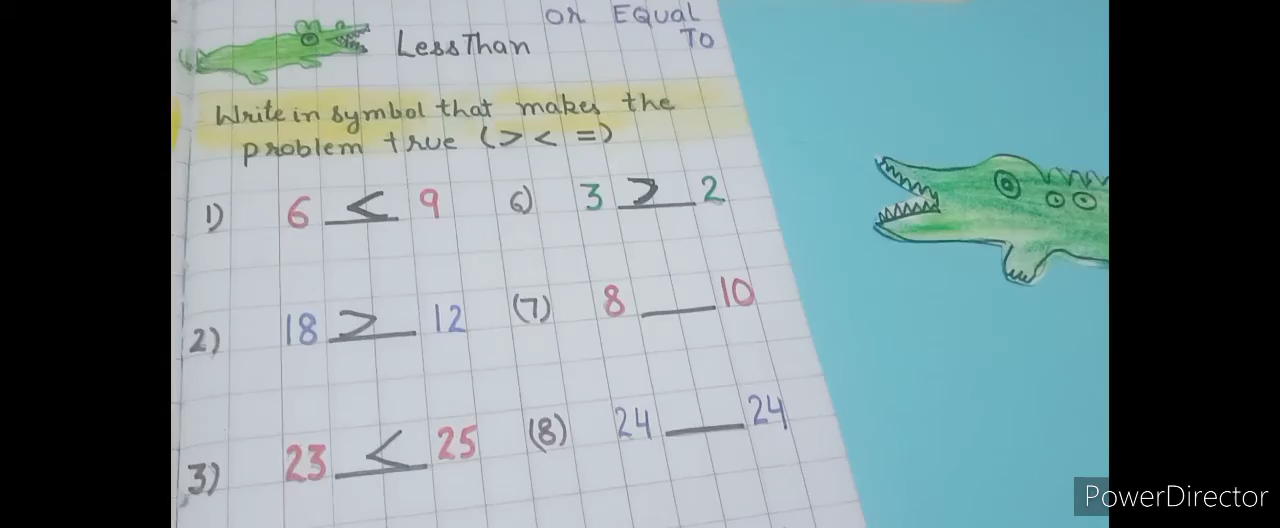 OR EQUAL
TO
Less Than
Write in symbol that makes the
problem true (> < =)
1) 6 < 9 6) 3 > 2
2) 18 > 12 (7) 8 ___ 10
3) 23 < 25 (8) 24 ___ 24
PowerDirector